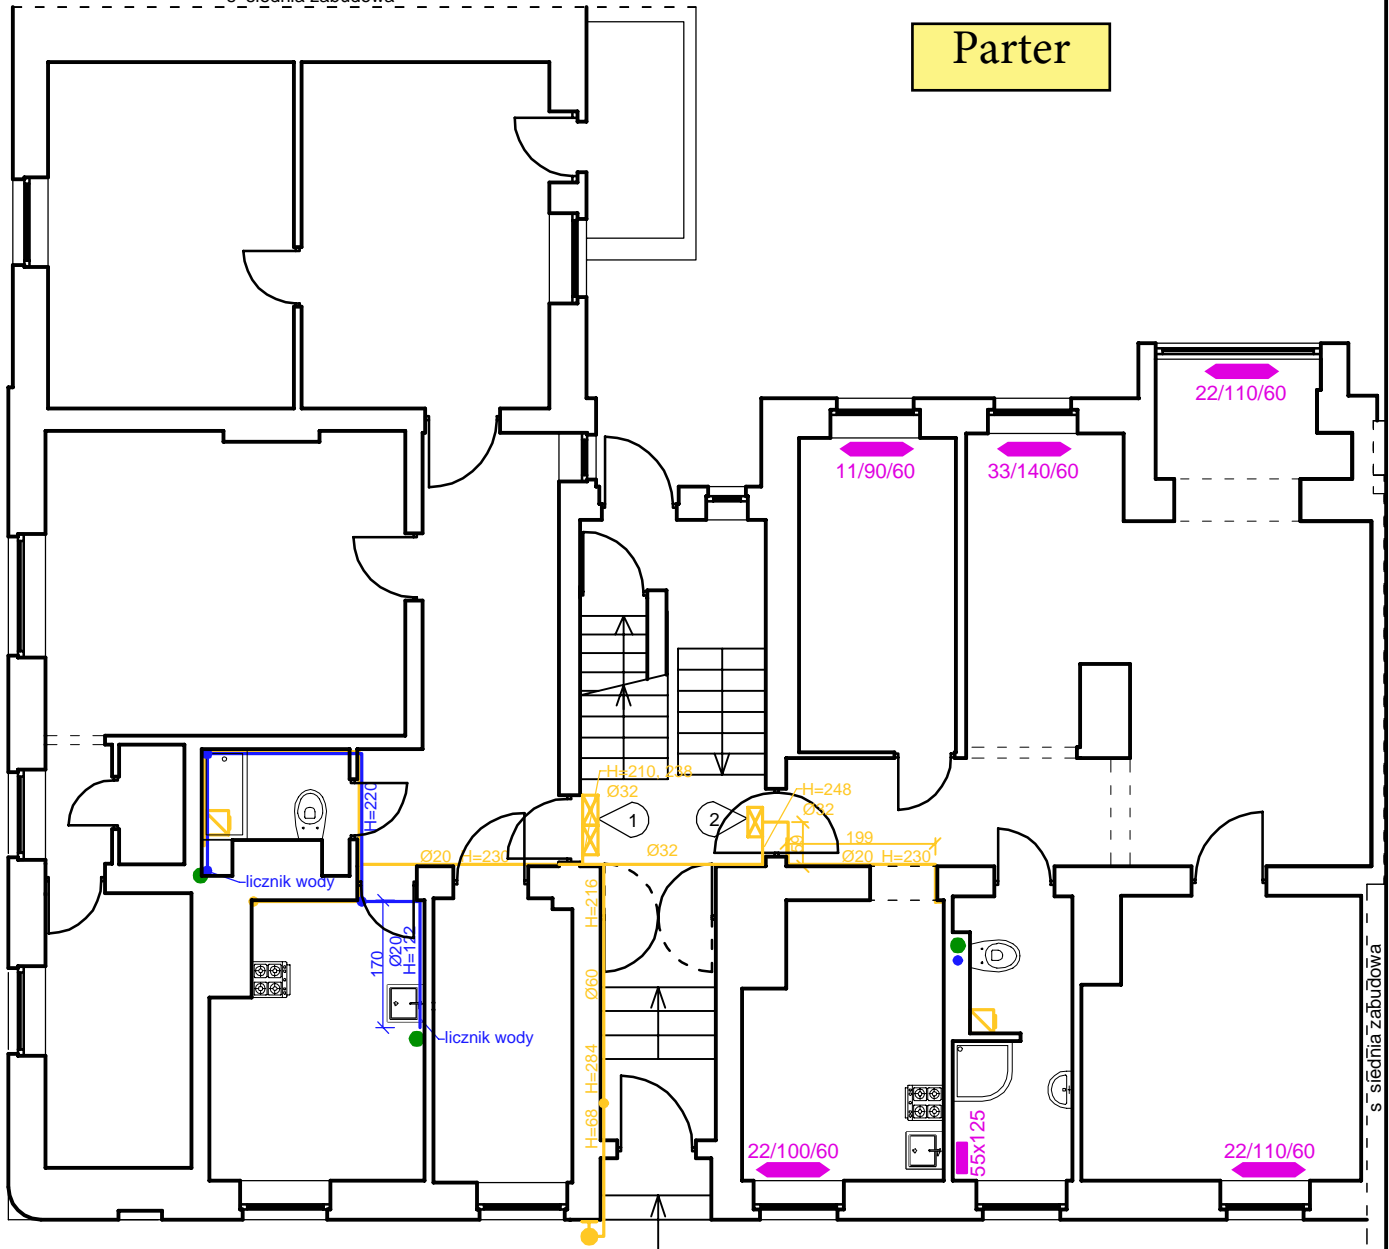 Parter
22/110/60
11/90/60
33/140/60
H=210, 238
Ø32
H=248
Ø32
1
2
199
H=220
Ø20 H=230
Ø32
Ø20 H=230
licznik wody
H=216
170
Ø20
H=122
Ø60
s siednia zabudowa
licznik wody
H=284
H=68
22/100/60
55x125
22/110/60